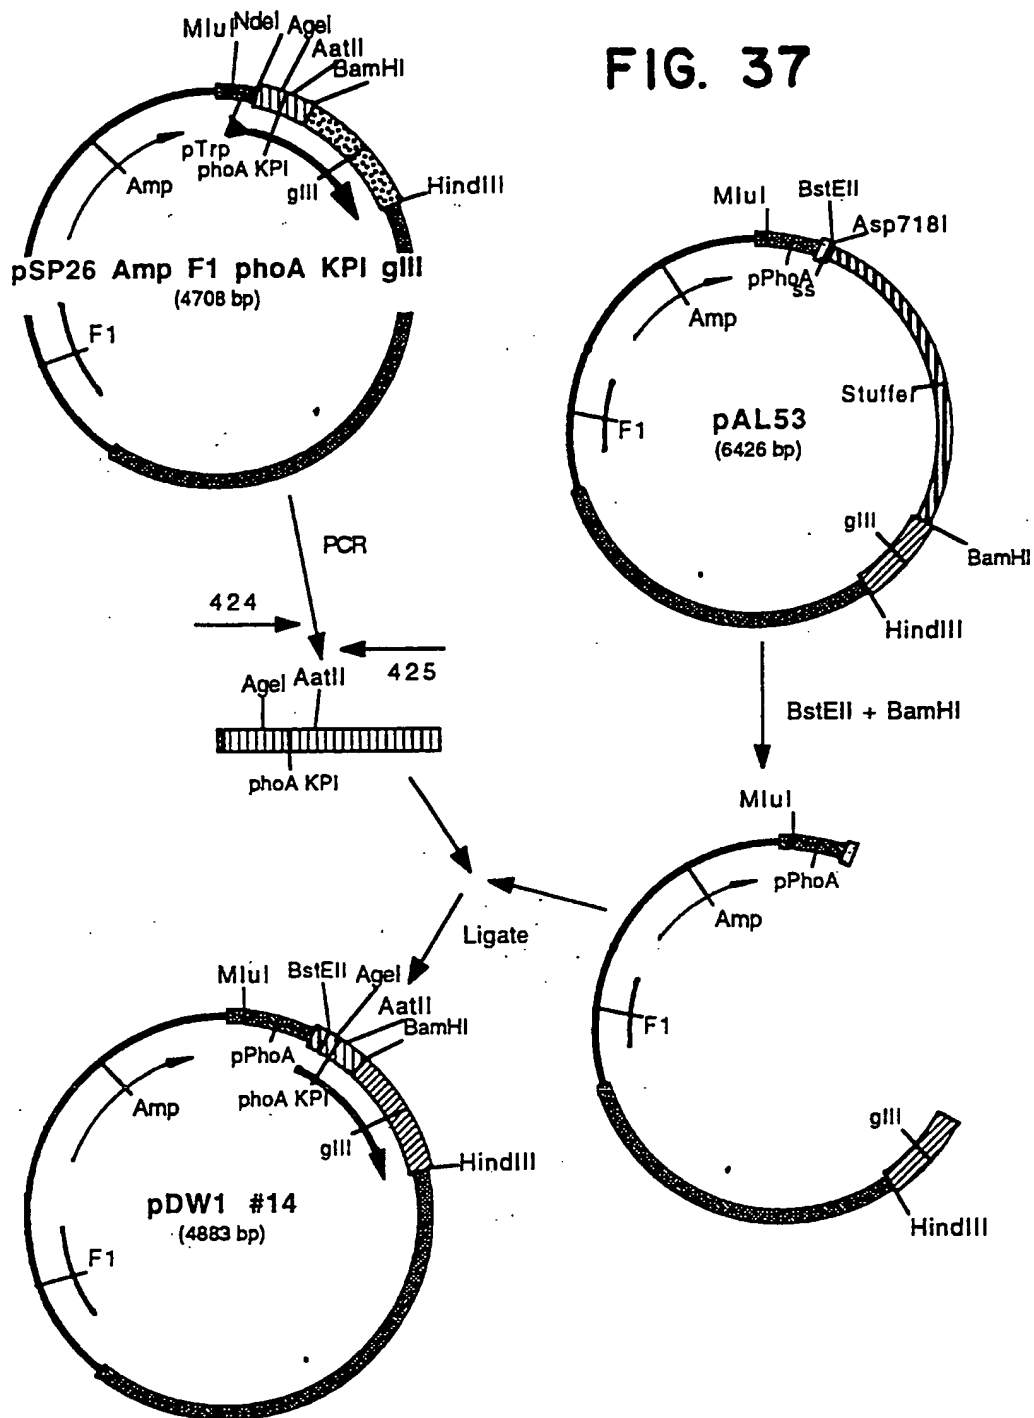 FIG. 37
MluI
NdeI
AgeI
AatII
BamHI
pTrp
phoA KPI
Amp
gIII
HindIII
pSP26 Amp F1 phoA KPI gIII
(4708 bp)
F1
MluI
BstEII
Asp718I
pPhoA
ss
Amp
Stuffer
F1
pAL53
(6426 bp)
gIII
BamHI
HindIII
PCR
424
425
AgeI
AatII
phoA KPI
BstEII + BamHI
MluI
pPhoA
Amp
F1
gIII
HindIII
Ligate
MluI
BstEII
AgeI
AatII
BamHI
pPhoA
phoA KPI
Amp
gIII
HindIII
pDW1 #14
(4883 bp)
F1